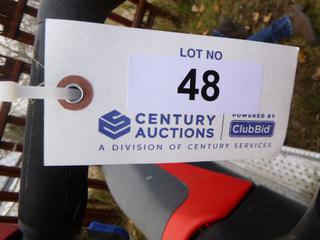 LOT NO
48
CENTURY
AUCTIONS
POWERED BY
ClubBid
A DIVISION OF CENTURY SERVICES